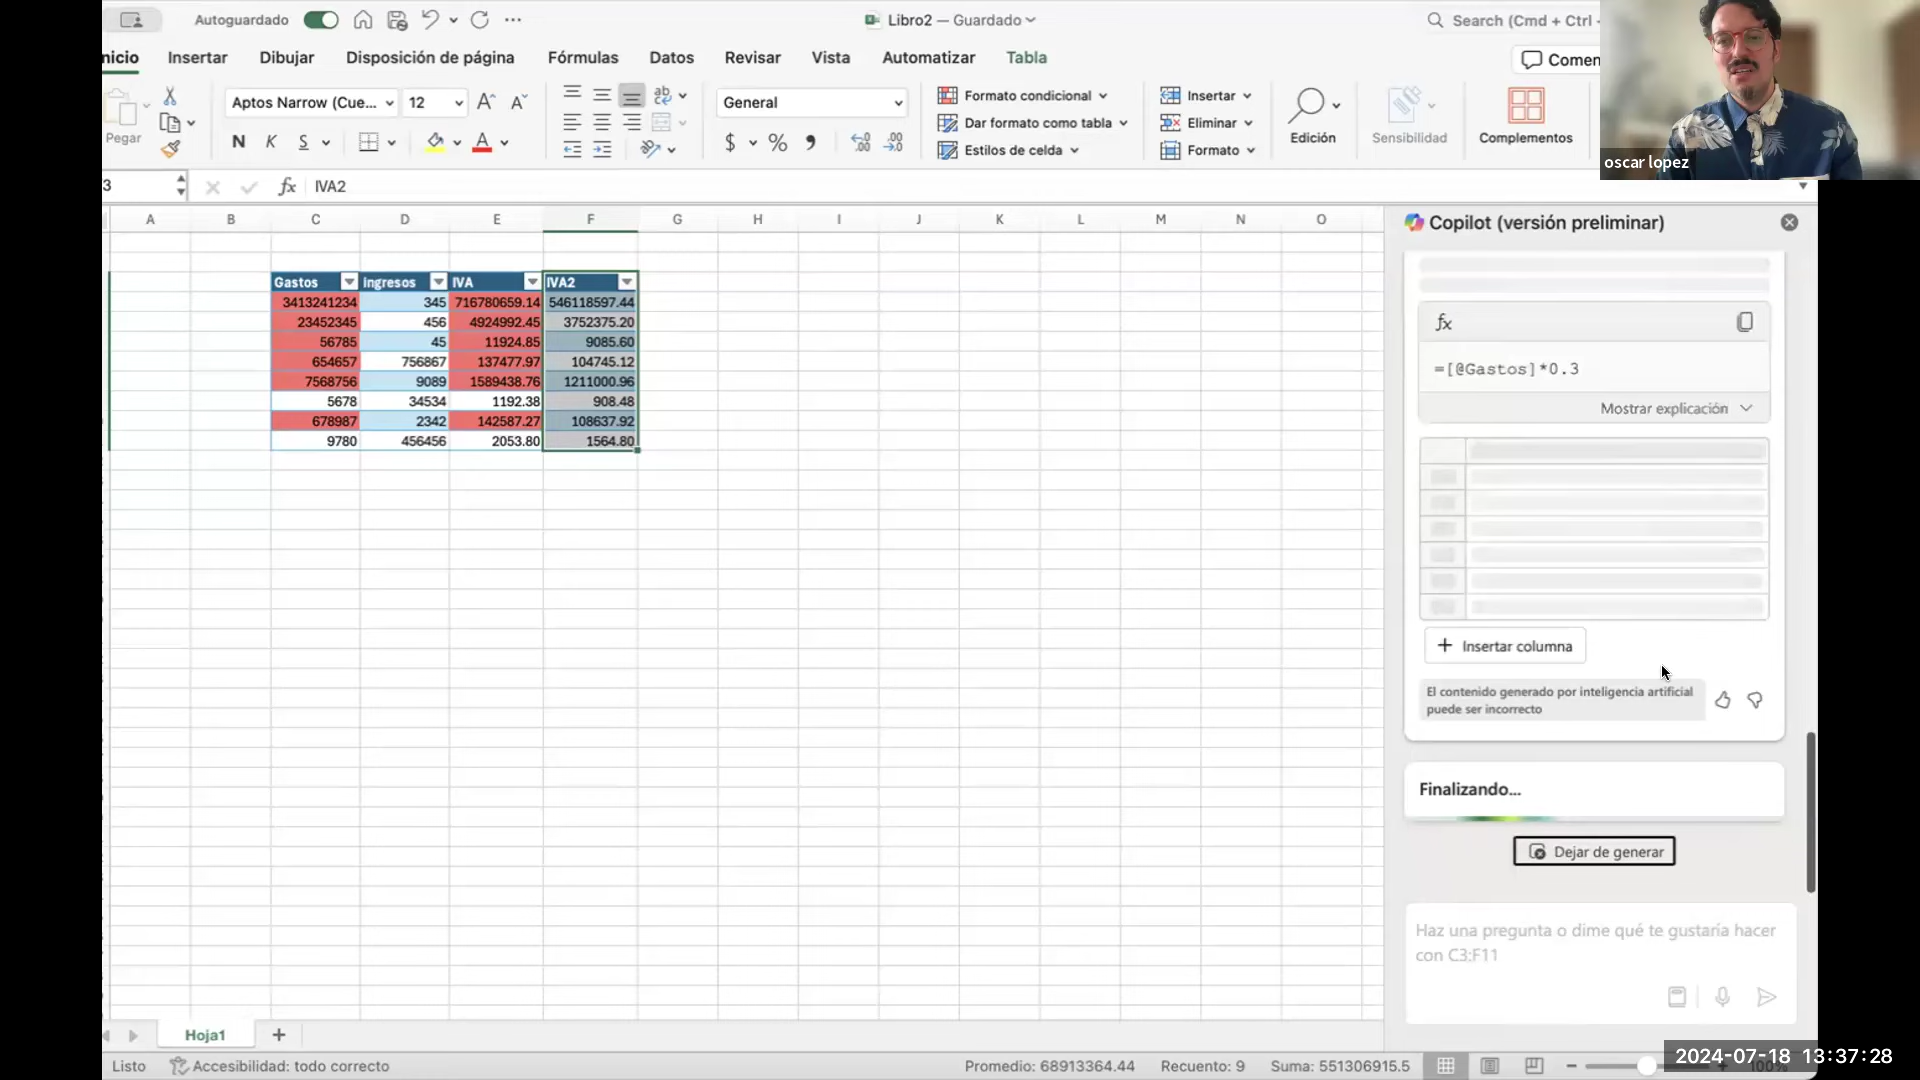 Autoguardado
Libro2 — Guardado
Search (Cmd + Ctrl
nicio Insertar Dibujar Disposición de página Fórmulas Datos Revisar Vista Automatizar Tabla
Comen
Pegar
Aptos Narrow (Cue... 12
N K S
General
$ %
Formato condicional
Dar formato como tabla
Estilos de celda
Insertar
Eliminar
Formato
Edición
Sensibilidad
Complementos
oscar lopez
3 fx IVA2
A B C D E F G H I J K L M N O
Gastos Ingresos IVA IVA2
3413241234 345 716780659.14 546118597.44
23452345 456 4924992.45 3752375.20
56785 45 11924.85 9085.60
654657 756867 137477.97 104745.12
7568756 9089 1589438.76 1211000.96
5678 34534 1192.38 908.48
678987 2342 142587.27 108637.92
9780 456456 2053.80 1564.80
Copilot (versión preliminar)
fx
=[@Gastos]*0.3
Mostrar explicación
+ Insertar columna
El contenido generado por inteligencia artificial
puede ser incorrecto
Finalizando...
Dejar de generar
Haz una pregunta o dime qué te gustaría hacer
con C3:F11
Hoja1 +
Listo Accesibilidad: todo correcto Promedio: 68913364.44 Recuento: 9 Suma: 551306915.5
2024-07-18 13:37:28
100%